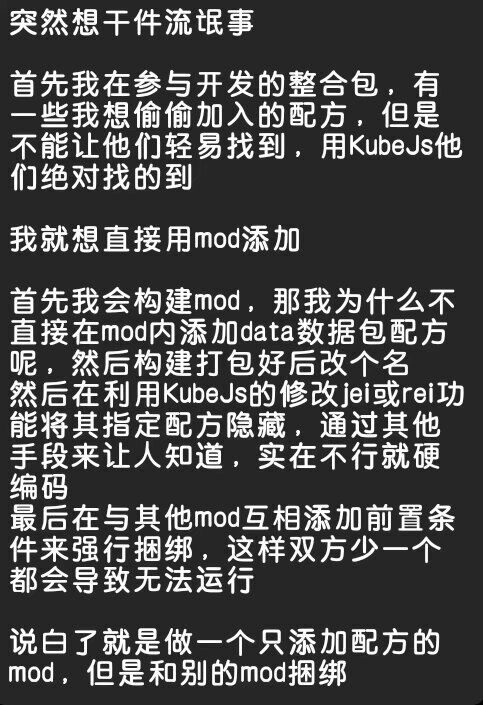 突然想干件流氓事
首先我在参与开发的整合包，有
一些我想偷偷加入的配方，但是
不能让他们轻易找到，用KubeJs他
们绝对找的到
我就想直接用mod添加
首先我会构建mod，那我为什么不
直接在mod内添加data数据包配方
呢，然后构建打包好后改个名
然后在利用KubeJs的修改jei或rei功
能将其指定配方隐藏，通过其他
手段来让人知道，实在不行就硬
编码
最后在与其他mod互相添加前置条
件来强行捆绑，这样双方少一个
都会导致无法运行
说白了就是做一个只添加配方的
mod，但是和别的mod捆绑